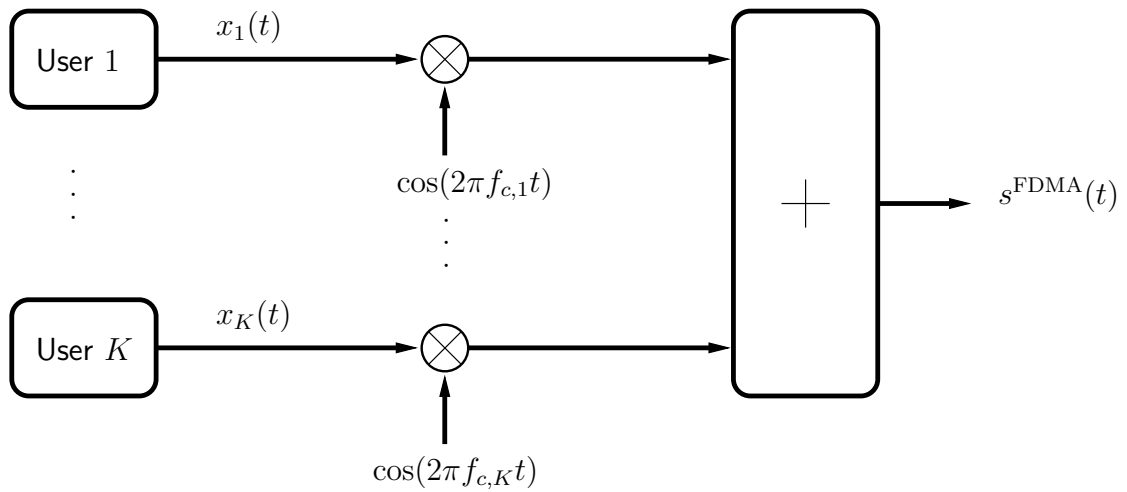 User 1
x_1(t)
cos(2πf_{c,1}t)
+
s^{FDMA}(t)
User K
x_K(t)
cos(2πf_{c,K}t)